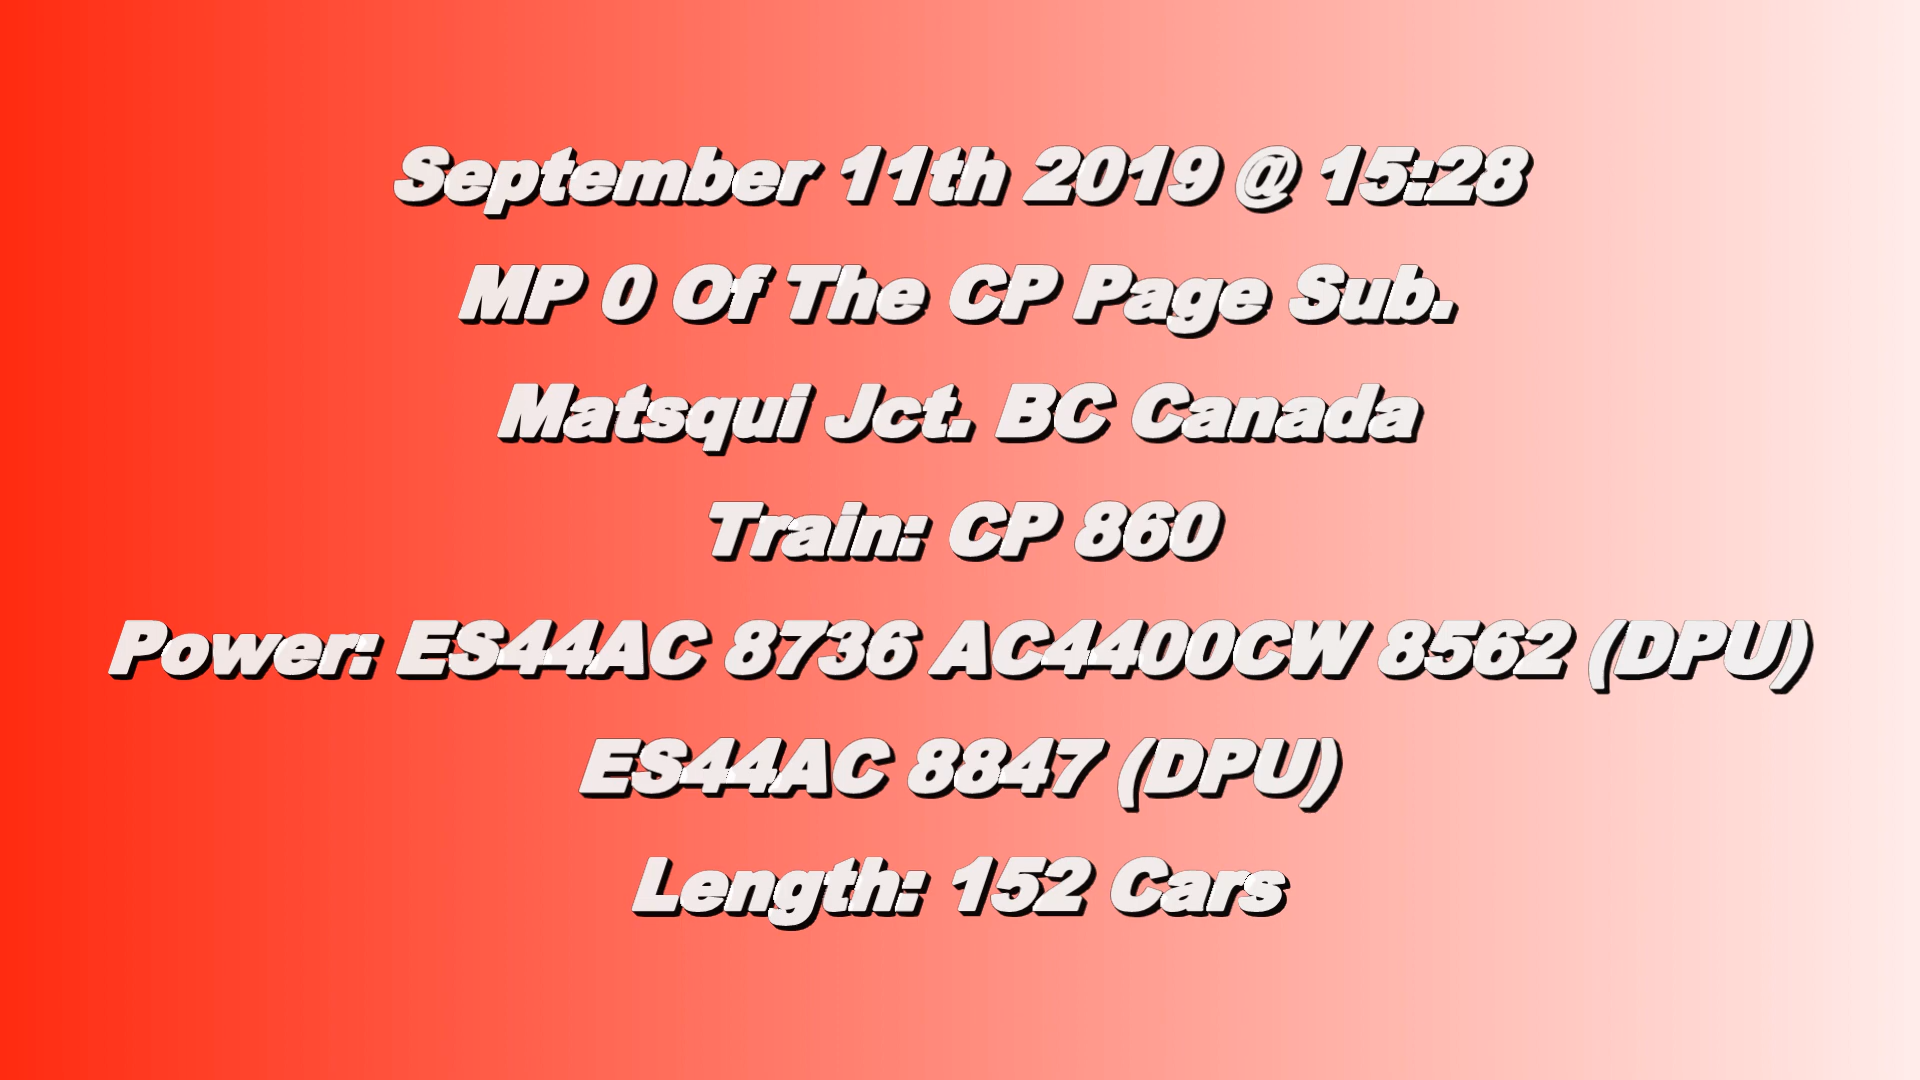 September 11th 2019 @ 15:28
MP 0 Of The CP Page Sub.
Matsqui Jct. BC Canada
Train: CP 860
Power: ES44AC 8736 AC4400CW 8562 (DPU)
ES44AC 8847 (DPU)
Length: 152 Cars